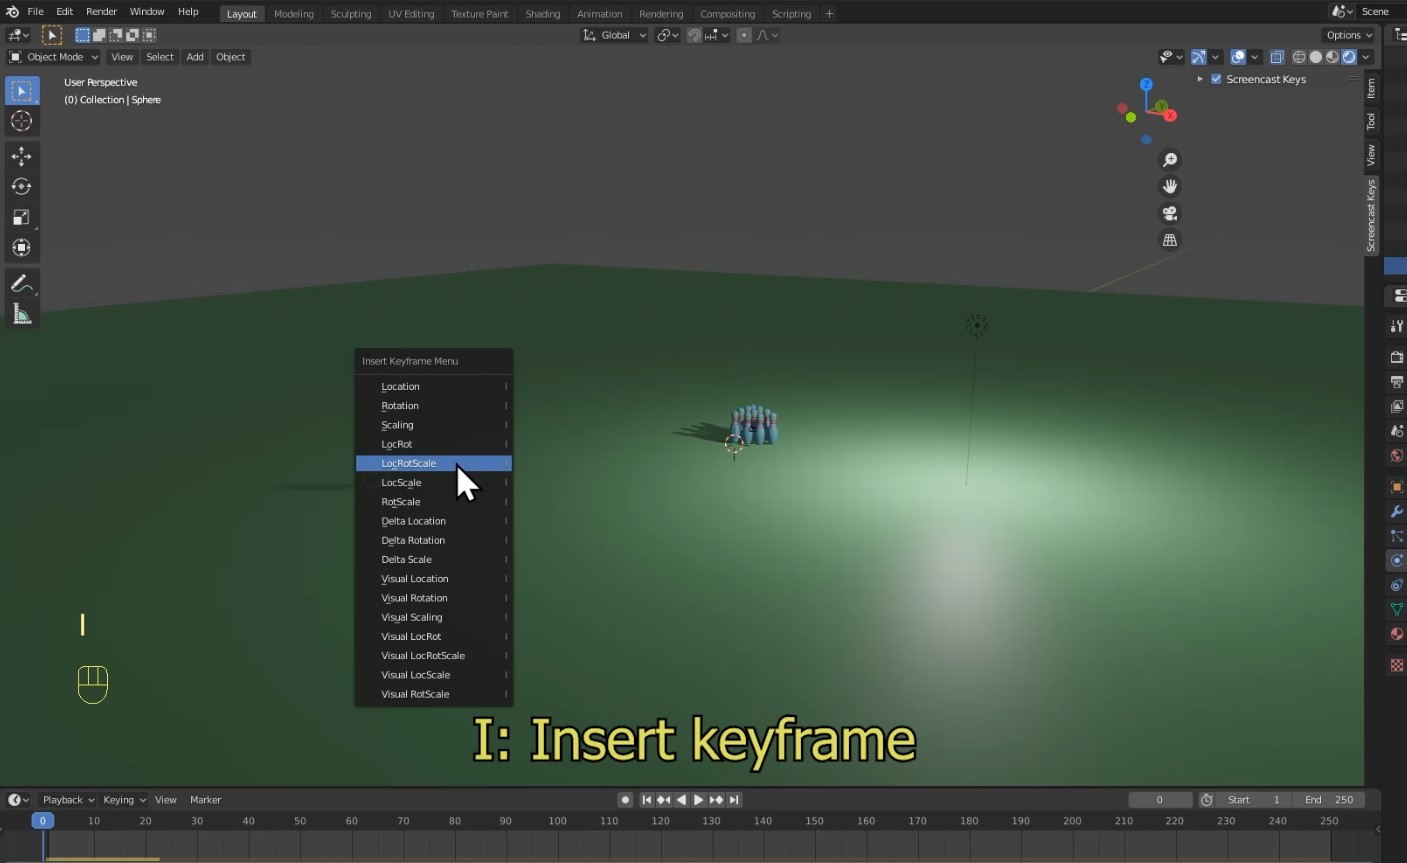 File Edit Render Window Help Layout Modeling Sculpting UV Editing Texture Paint Shading Animation Rendering Compositing Scripting + Scene
Global Options
Object Mode View Select Add Object
User Perspective
(0) Collection | Sphere
Screencast Keys
Z
Y
X
Item
Tool
View
Screencast Keys
Insert Keyframe Menu
Location I
Rotation I
Scaling I
LocRot I
LocRotScale I
LocScale I
RotScale I
Delta Location I
Delta Rotation I
Delta Scale I
Visual Location I
Visual Rotation I
Visual Scaling I
Visual LocRot I
Visual LocRotScale I
Visual LocScale I
Visual RotScale I
I
I: Insert keyframe
Playback Keying View Marker 0 Start 1 End 250
0 10 20 30 40 50 60 70 80 90 100 110 120 130 140 150 160 170 180 190 200 210 220 230 240 250